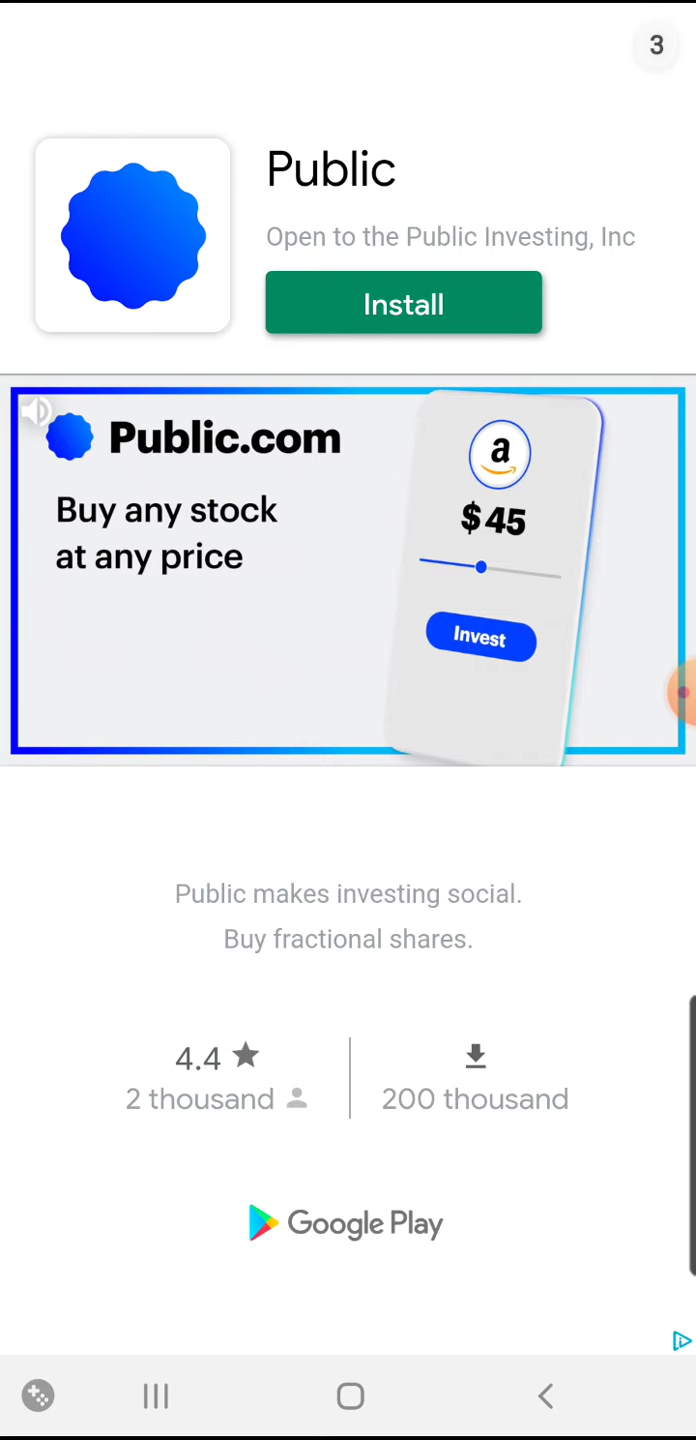 3
Public
Open to the Public Investing, Inc
Install
Public.com
Buy any stock
at any price
a
$45
Invest
Public makes investing social.
Buy fractional shares.
4.4
2 thousand
200 thousand
Google Play